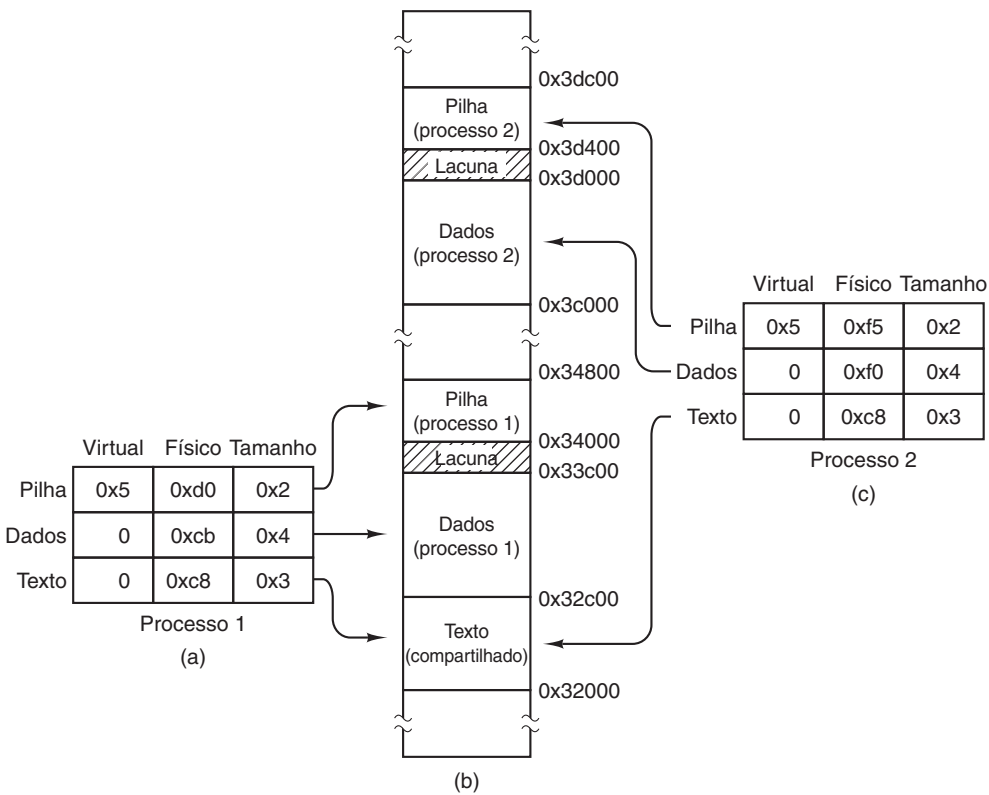 0x3dc00
Pilha
(processo 2)
0x3d400
Lacuna
0x3d000
Dados
(processo 2)
0x3c000
0x34800
Pilha
(processo 1)
0x34000
Lacuna
0x33c00
Dados
(processo 1)
0x32c00
Texto
(compartilhado)
0x32000
(b)
Virtual Físico Tamanho
Pilha 0x5 0xd0 0x2
Dados 0 0xcb 0x4
Texto 0 0xc8 0x3
Processo 1
(a)
Virtual Físico Tamanho
Pilha 0x5 0xf5 0x2
Dados 0 0xf0 0x4
Texto 0 0xc8 0x3
Processo 2
(c)